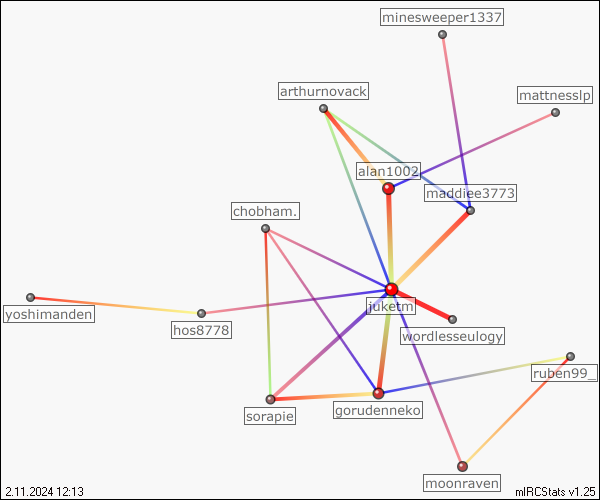 minesweeper1337
arthurnovack
mattnesslp
alan1002
maddiee3773
chobham.
yoshimanden
juketm
hos8778
wordlesseulogy
ruben99_
sorapie
gorudenneko
moonraven
2.11.2024 12:13
mIRCStats v1.25